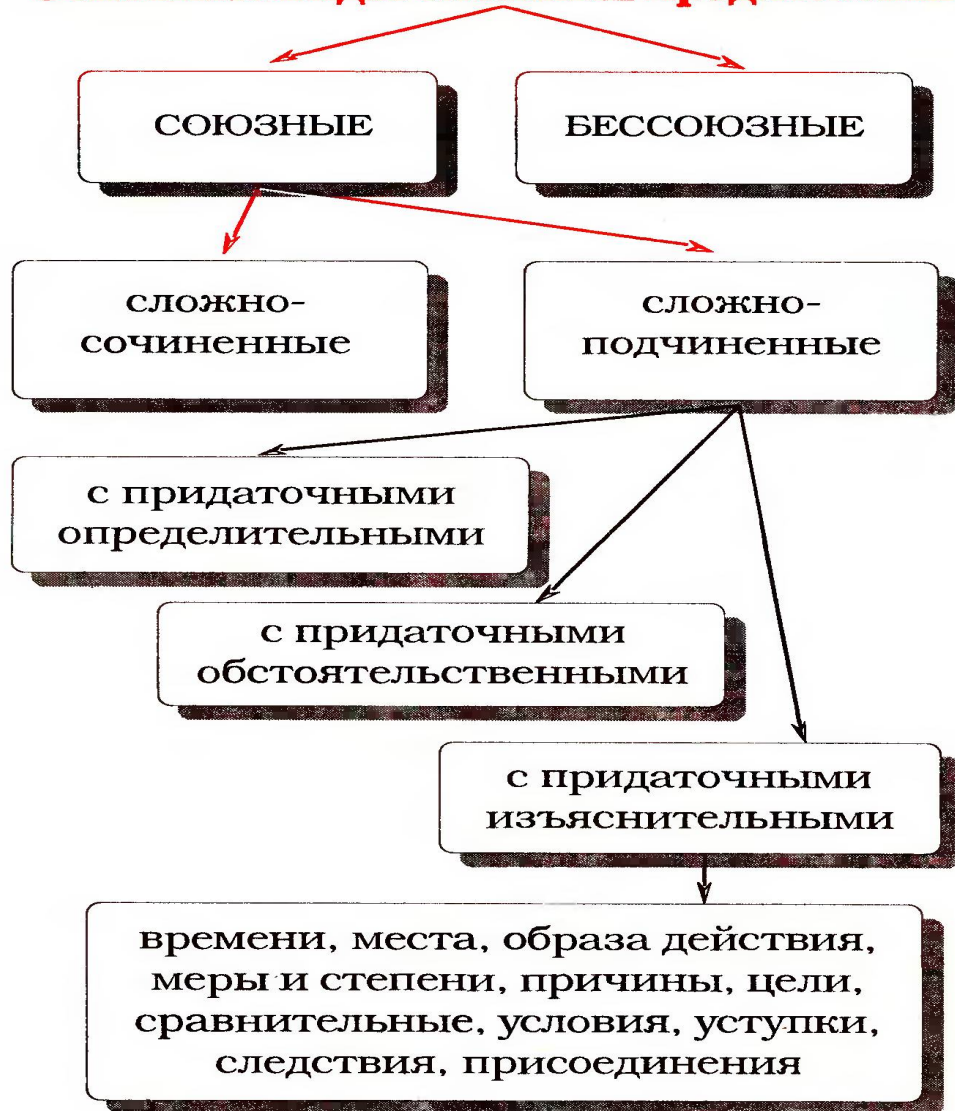 СОЮЗНЫЕ
БЕССОЮЗНЫЕ
сложно-
сочиненные
сложно-
подчиненные
с придаточными
определительными
с придаточными
обстоятельственными
с придаточными
изъяснительными
времени, места, образа действия,
меры и степени, причины, цели,
сравнительные, условия, уступки,
следствия, присоединения